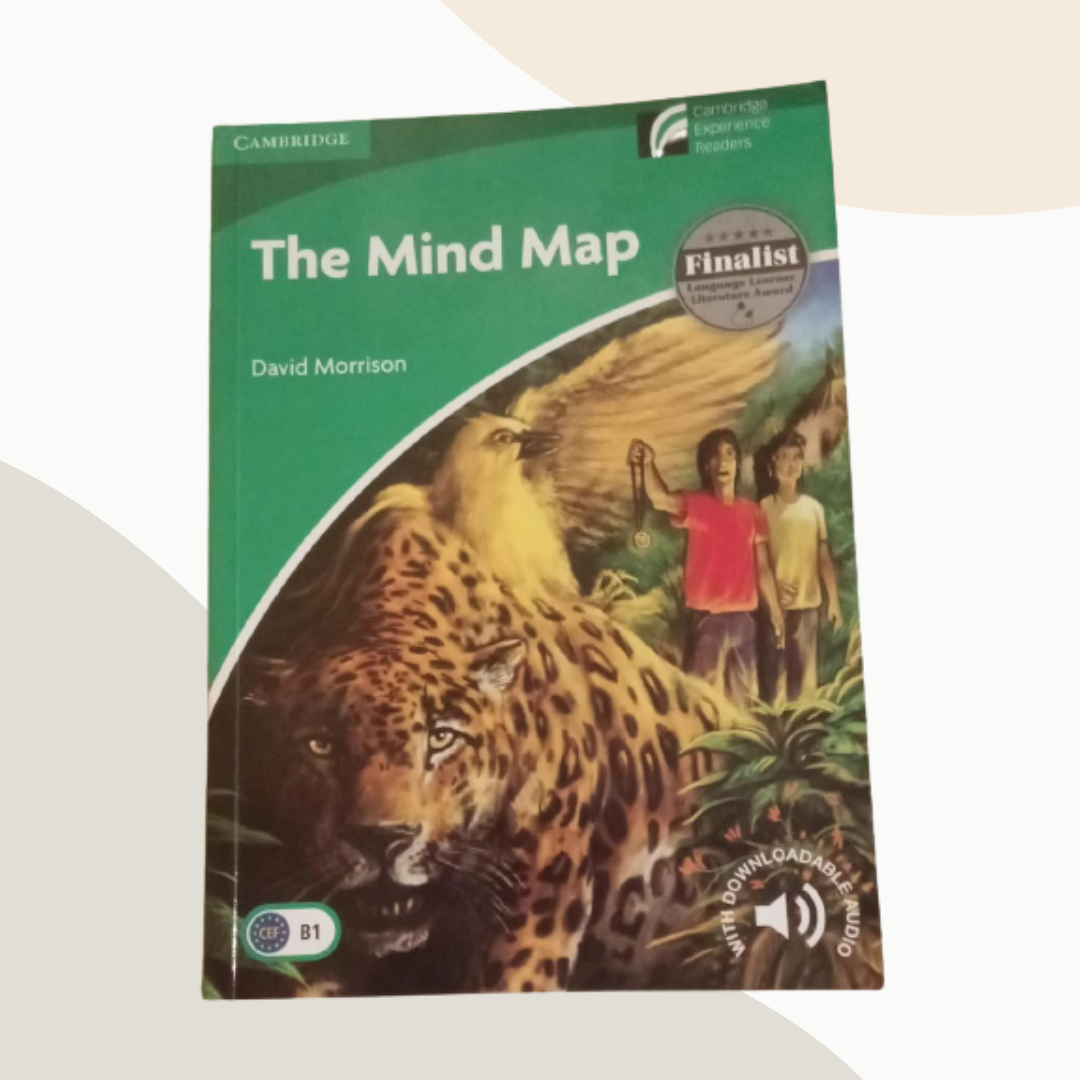 CAMBRIDGE
Cambridge
Experience
Readers
The Mind Map
Finalist
Language Learner
Literature Award
David Morrison
CEF B1
WITH DOWNLOADABLE AUDIO